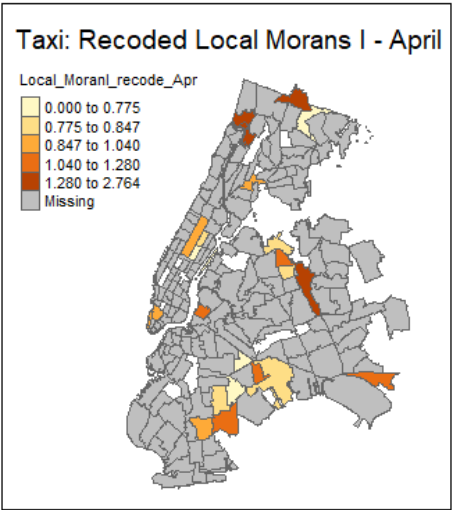 Taxi: Recoded Local Morans I - April
Local_MoranI_recode_Apr
0.000 to 0.775
0.775 to 0.847
0.847 to 1.040
1.040 to 1.280
1.280 to 2.764
Missing